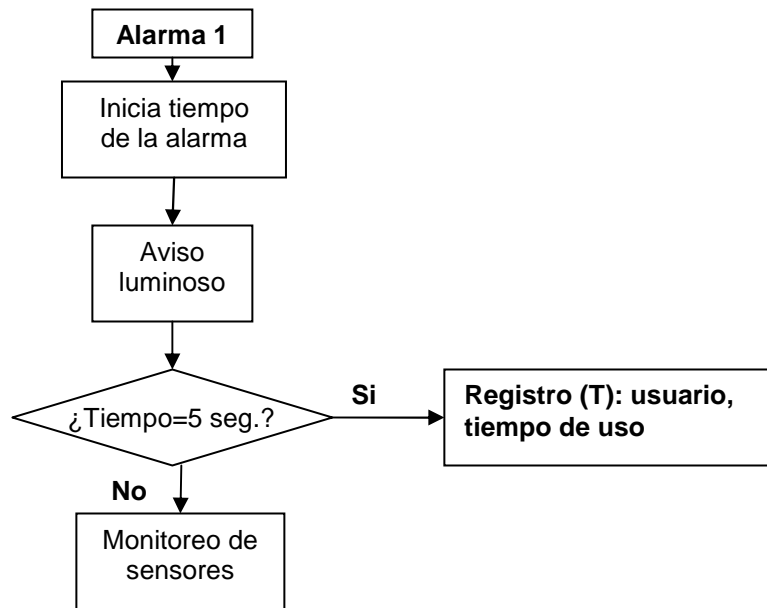 Alarma 1
Inicia tiempo
de la alarma
Aviso
luminoso
¿Tiempo=5 seg.?
Si
Registro (T): usuario,
tiempo de uso
No
Monitoreo de
sensores